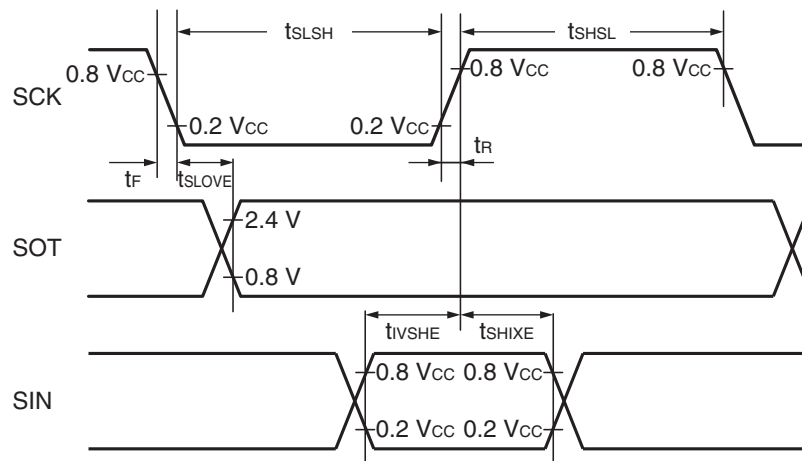 tSLSH tSHSL
SCK 0.8 VCC 0.8 VCC 0.8 VCC
0.2 VCC 0.2 VCC
tF tSLOVE tR
SOT 2.4 V
0.8 V
tIVSHE tSHIXE
SIN 0.8 VCC 0.8 VCC
0.2 VCC 0.2 VCC